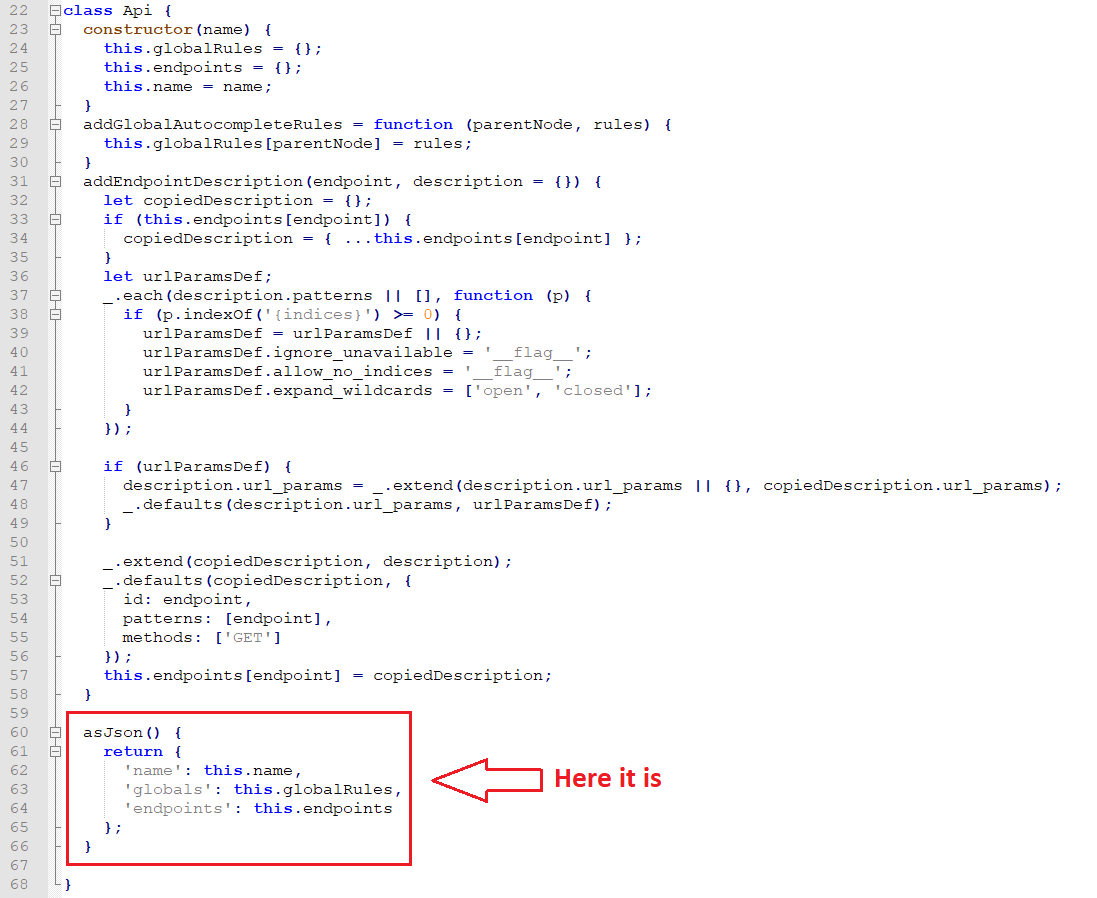 22 class Api {
23   constructor(name) {
24     this.globalRules = {};
25     this.endpoints = {};
26     this.name = name;
27   }
28   addGlobalAutocompleteRules = function (parentNode, rules) {
29     this.globalRules[parentNode] = rules;
30   }
31   addEndpointDescription(endpoint, description = {}) {
32     let copiedDescription = {};
33     if (this.endpoints[endpoint]) {
34       copiedDescription = { ...this.endpoints[endpoint] };
35     }
36     let urlParamsDef;
37     _.each(description.patterns || [], function (p) {
38       if (p.indexOf('{indices}') >= 0) {
39         urlParamsDef = urlParamsDef || {};
40         urlParamsDef.ignore_unavailable = '__flag__';
41         urlParamsDef.allow_no_indices = '__flag__';
42         urlParamsDef.expand_wildcards = ['open', 'closed'];
43       }
44     });
45
46     if (urlParamsDef) {
47       description.url_params = _.extend(description.url_params || {}, copiedDescription.url_params);
48       _.defaults(description.url_params, urlParamsDef);
49     }
50
51     _.extend(copiedDescription, description);
52     _.defaults(copiedDescription, {
53       id: endpoint,
54       patterns: [endpoint],
55       methods: ['GET']
56     });
57     this.endpoints[endpoint] = copiedDescription;
58   }
59
60   asJson() {
61     return {
62       'name': this.name,
63       'globals': this.globalRules,
64       'endpoints': this.endpoints
65     };
66   }
67
68 }
Here it is